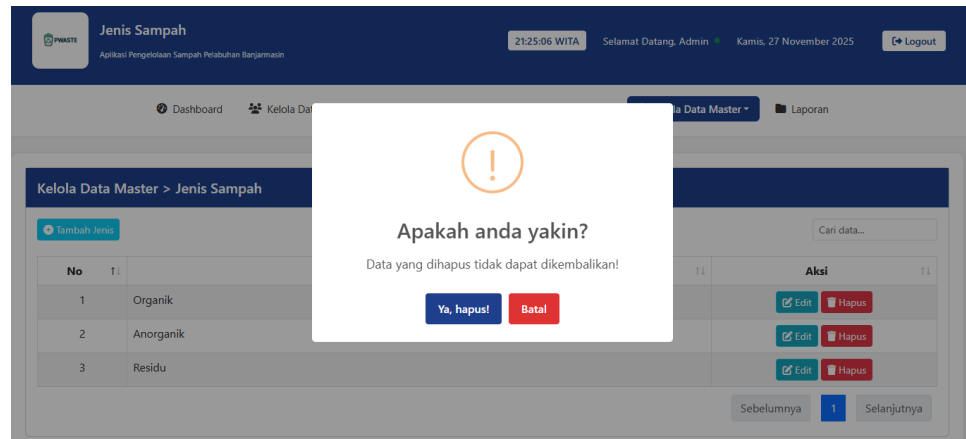 PWASTE
Jenis Sampah
Aplikasi Pengelolaan Sampah Pelabuhan Banjarmasin
21:25:06 WITA
Selamat Datang, Admin
Kamis, 27 November 2025
Logout
Dashboard
Kelola
Data Master
Laporan
Kelola Data Master > Jenis Sampah
Tambah Jenis
Cari data...
No
Aksi
1 Organik Edit Hapus
2 Anorganik Edit Hapus
3 Residu Edit Hapus
Sebelumnya 1 Selanjutnya
!
Apakah anda yakin?
Data yang dihapus tidak dapat dikembalikan!
Ya, hapus!
Batal